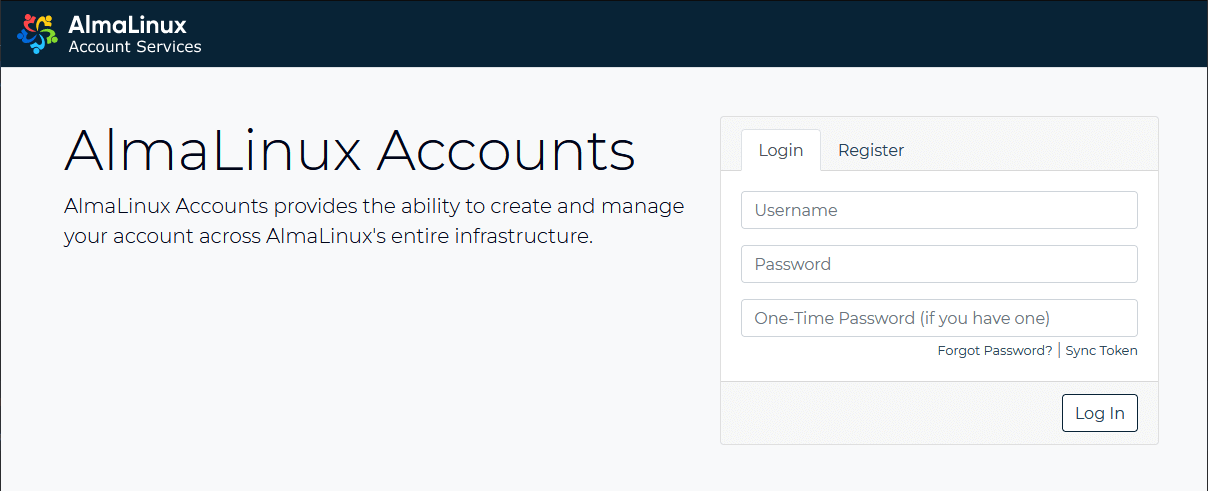 AlmaLinux
Account Services
AlmaLinux Accounts
AlmaLinux Accounts provides the ability to create and manage
your account across AlmaLinux's entire infrastructure.
Login
Register
Username
Password
One-Time Password (if you have one)
Forgot Password? | Sync Token
Log In